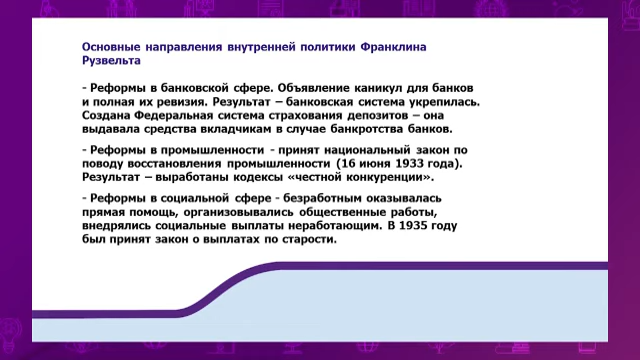 Основные направления внутренней политики Франклина
Рузвельта
- Реформы в банковской сфере. Объявление каникул для банков
и полная их ревизия. Результат – банковская система укрепилась.
Создана Федеральная система страхования депозитов – она
выдавала средства вкладчикам в случае банкротства банков.
- Реформы в промышленности - принят национальный закон по
поводу восстановления промышленности (16 июня 1933 года).
Результат – выработаны кодексы «честной конкуренции».
- Реформы в социальной сфере - безработным оказывалась
прямая помощь, организовывались общественные работы,
внедрялись социальные выплаты неработающим. В 1935 году
был принят закон о выплатах по старости.